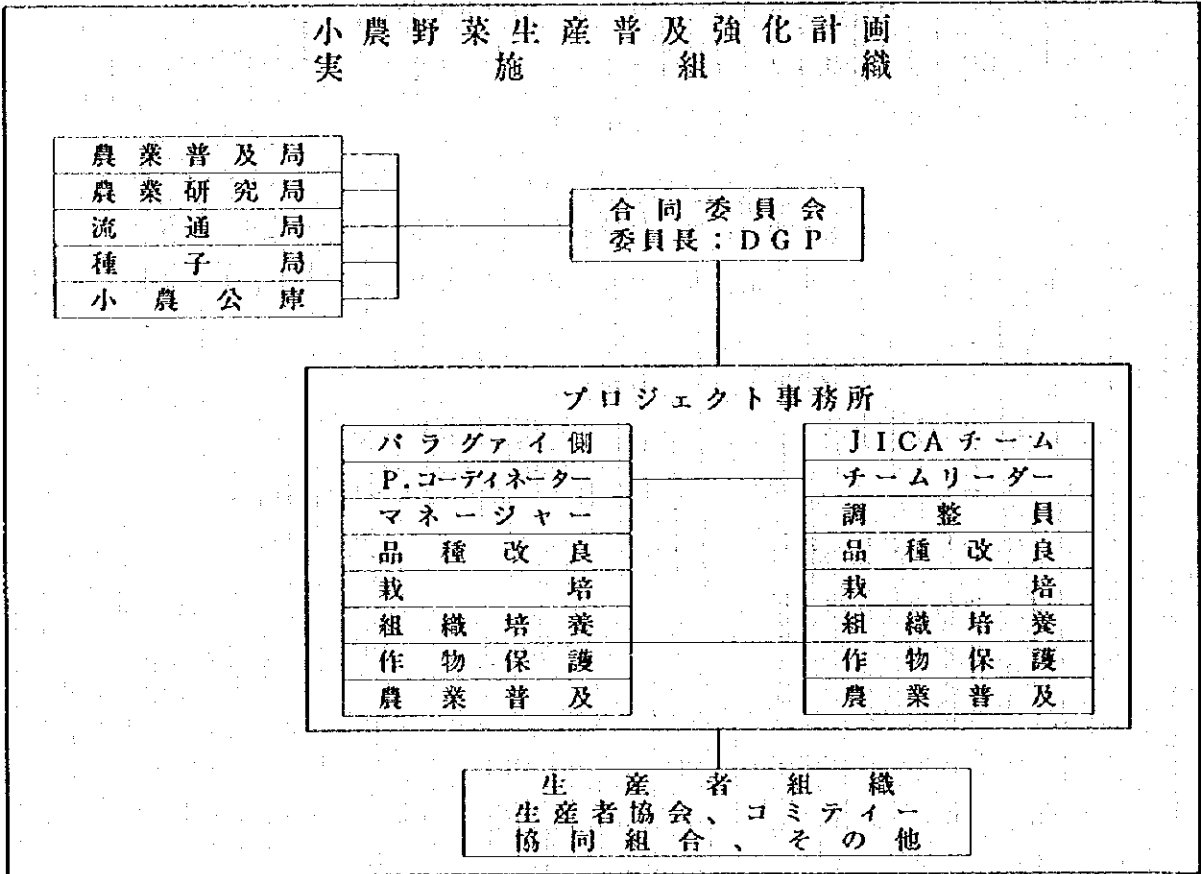 小農野菜生産普及強化計画
実施組織
農業普及局
農業研究局
流通局
種子局
小農公庫
合同委員会
委員長：DGP
プロジェクト事務所
パラグァイ側
P.コーディネーター
マネージャー
品種改良
栽培
組織培養
作物保護
農業普及
JICAチーム
チームリーダー
調整員
品種改良
栽培
組織培養
作物保護
農業普及
生産者組織
生産者協会、コミティー
協同組合、その他